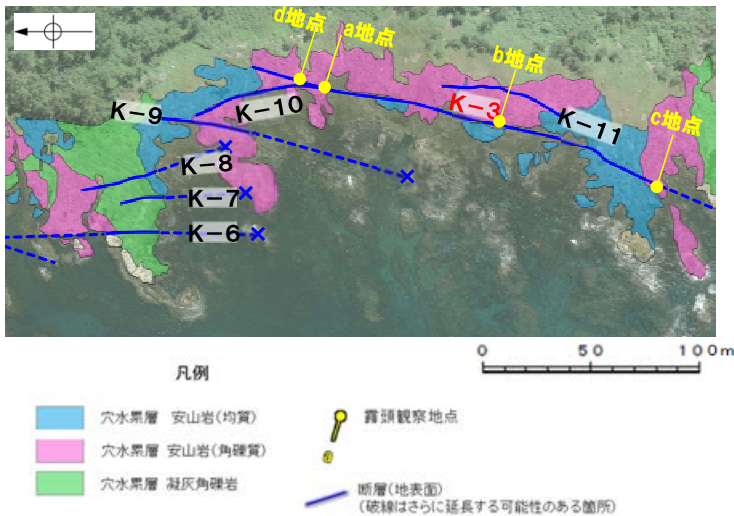 d地点
a地点
b地点
c地点
K-9
K-10
K-3
K-11
K-8
K-7
K-6
0 50 100m
凡例
穴水累層 安山岩(均質)
穴水累層 安山岩(角礫質)
穴水累層 凝灰角礫岩
露頭観察地点
a
断層(地表面)
(破線はさらに延長する可能性のある箇所)